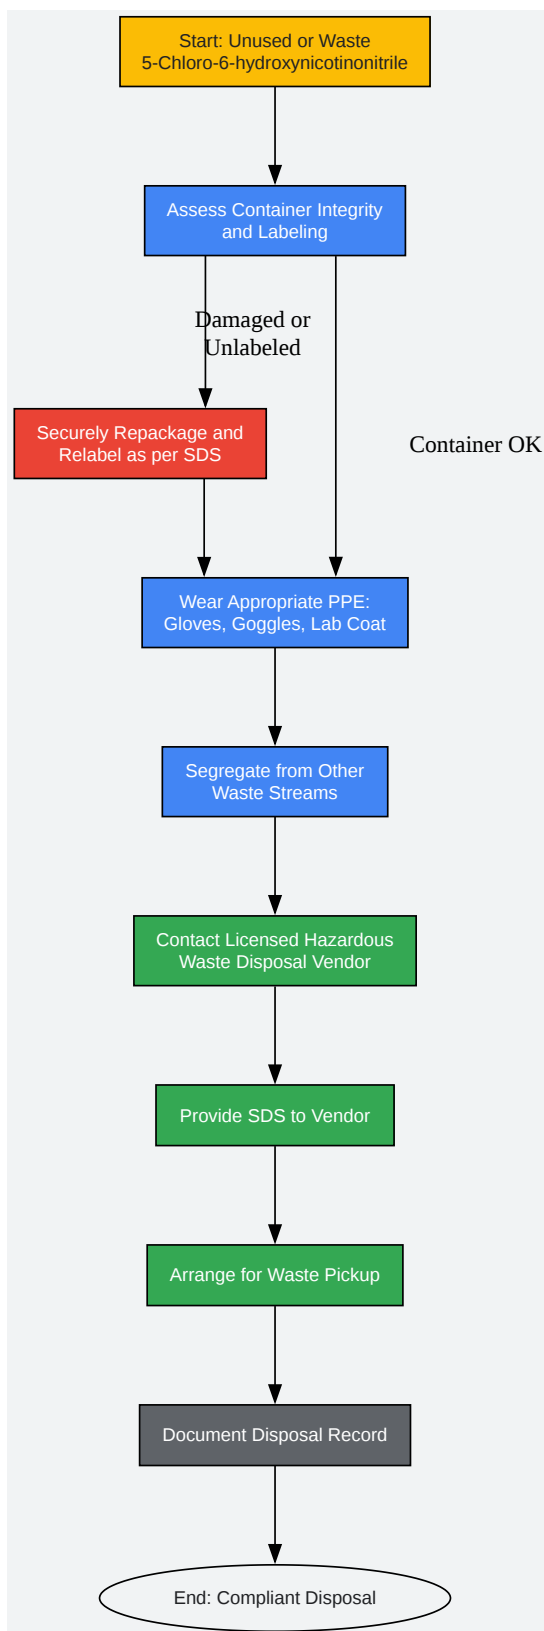 Start: Unused or Waste
5-Chloro-6-hydroxynicotinonitrile
Assess Container Integrity
and Labeling
Damaged or
Unlabeled
Securely Repackage and
Relabel as per SDS
Container OK
Wear Appropriate PPE:
Gloves, Goggles, Lab Coat
Segregate from Other
Waste Streams
Contact Licensed Hazardous
Waste Disposal Vendor
Provide SDS to Vendor
Arrange for Waste Pickup
Document Disposal Record
End: Compliant Disposal